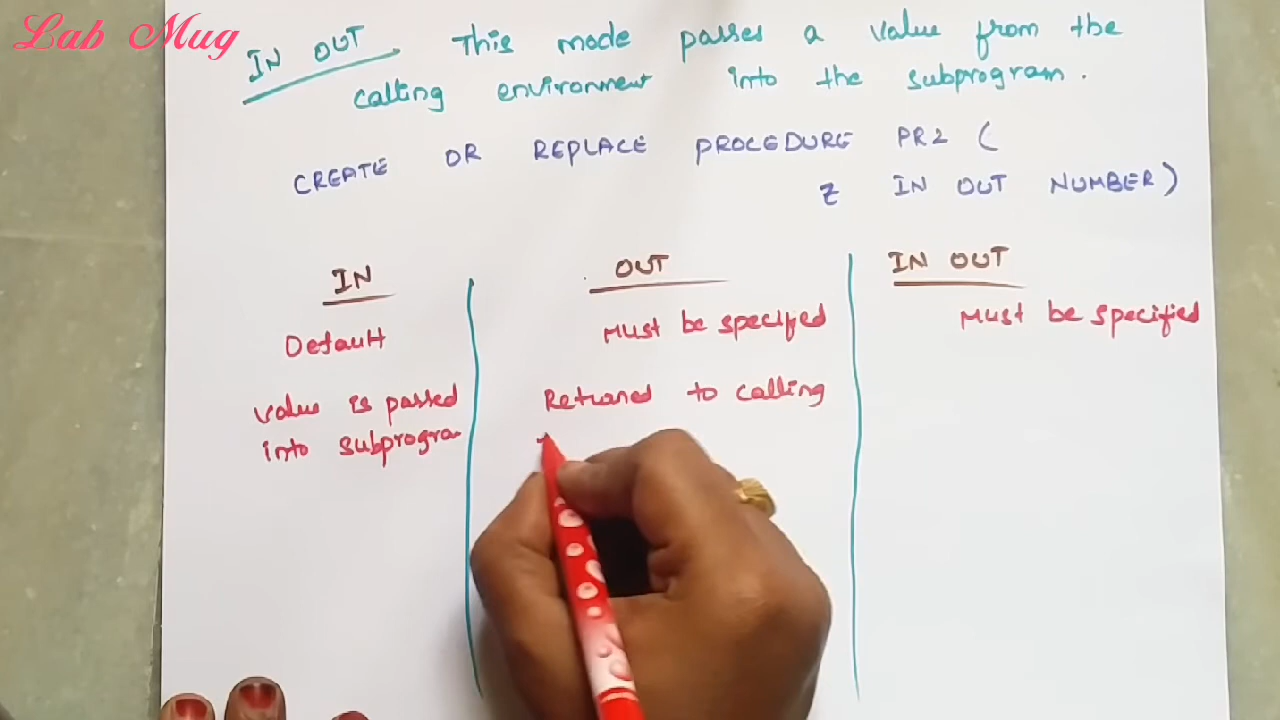 Lab Mug
IN OUT This mode passes a value from the
calling environment into the subprogram.
CREATE OR REPLACE PROCEDURE PR2 (
Z IN OUT NUMBER)
IN
OUT
IN OUT
Default
Must be specified
Must be specified
value is passed
into subprogra
Retruned to calling